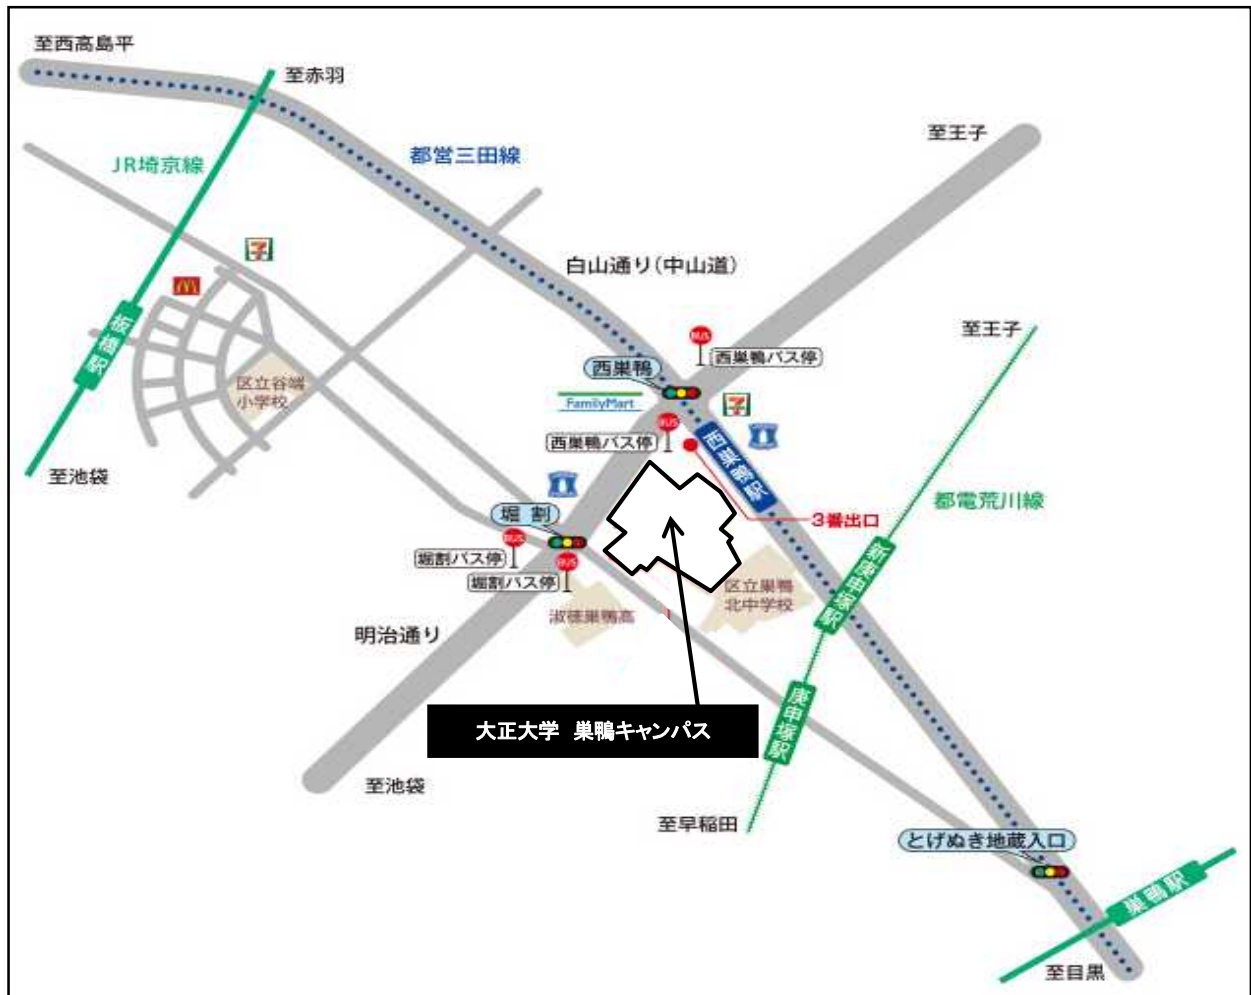 至西高島平
至赤羽
JR埼京線
都営三田線
至王子
白山通り(中山道)
板橋駅
区立谷端
小学校
至池袋
BUS
西巣鴨バス停
西巣鴨
FamilyMart
7
7
BUS
西巣鴨バス停
西巣鴨駅
3番出口
至王子
都電荒川線
新庚申塚駅
堀割
BUS
堀割バス停
BUS
堀割バス停
淑徳巣鴨高
区立巣鴨
北中学校
明治通り
大正大学 巣鴨キャンパス
庚申塚駅
至池袋
至早稲田
とげぬき地蔵入口
巣鴨駅
至目黒